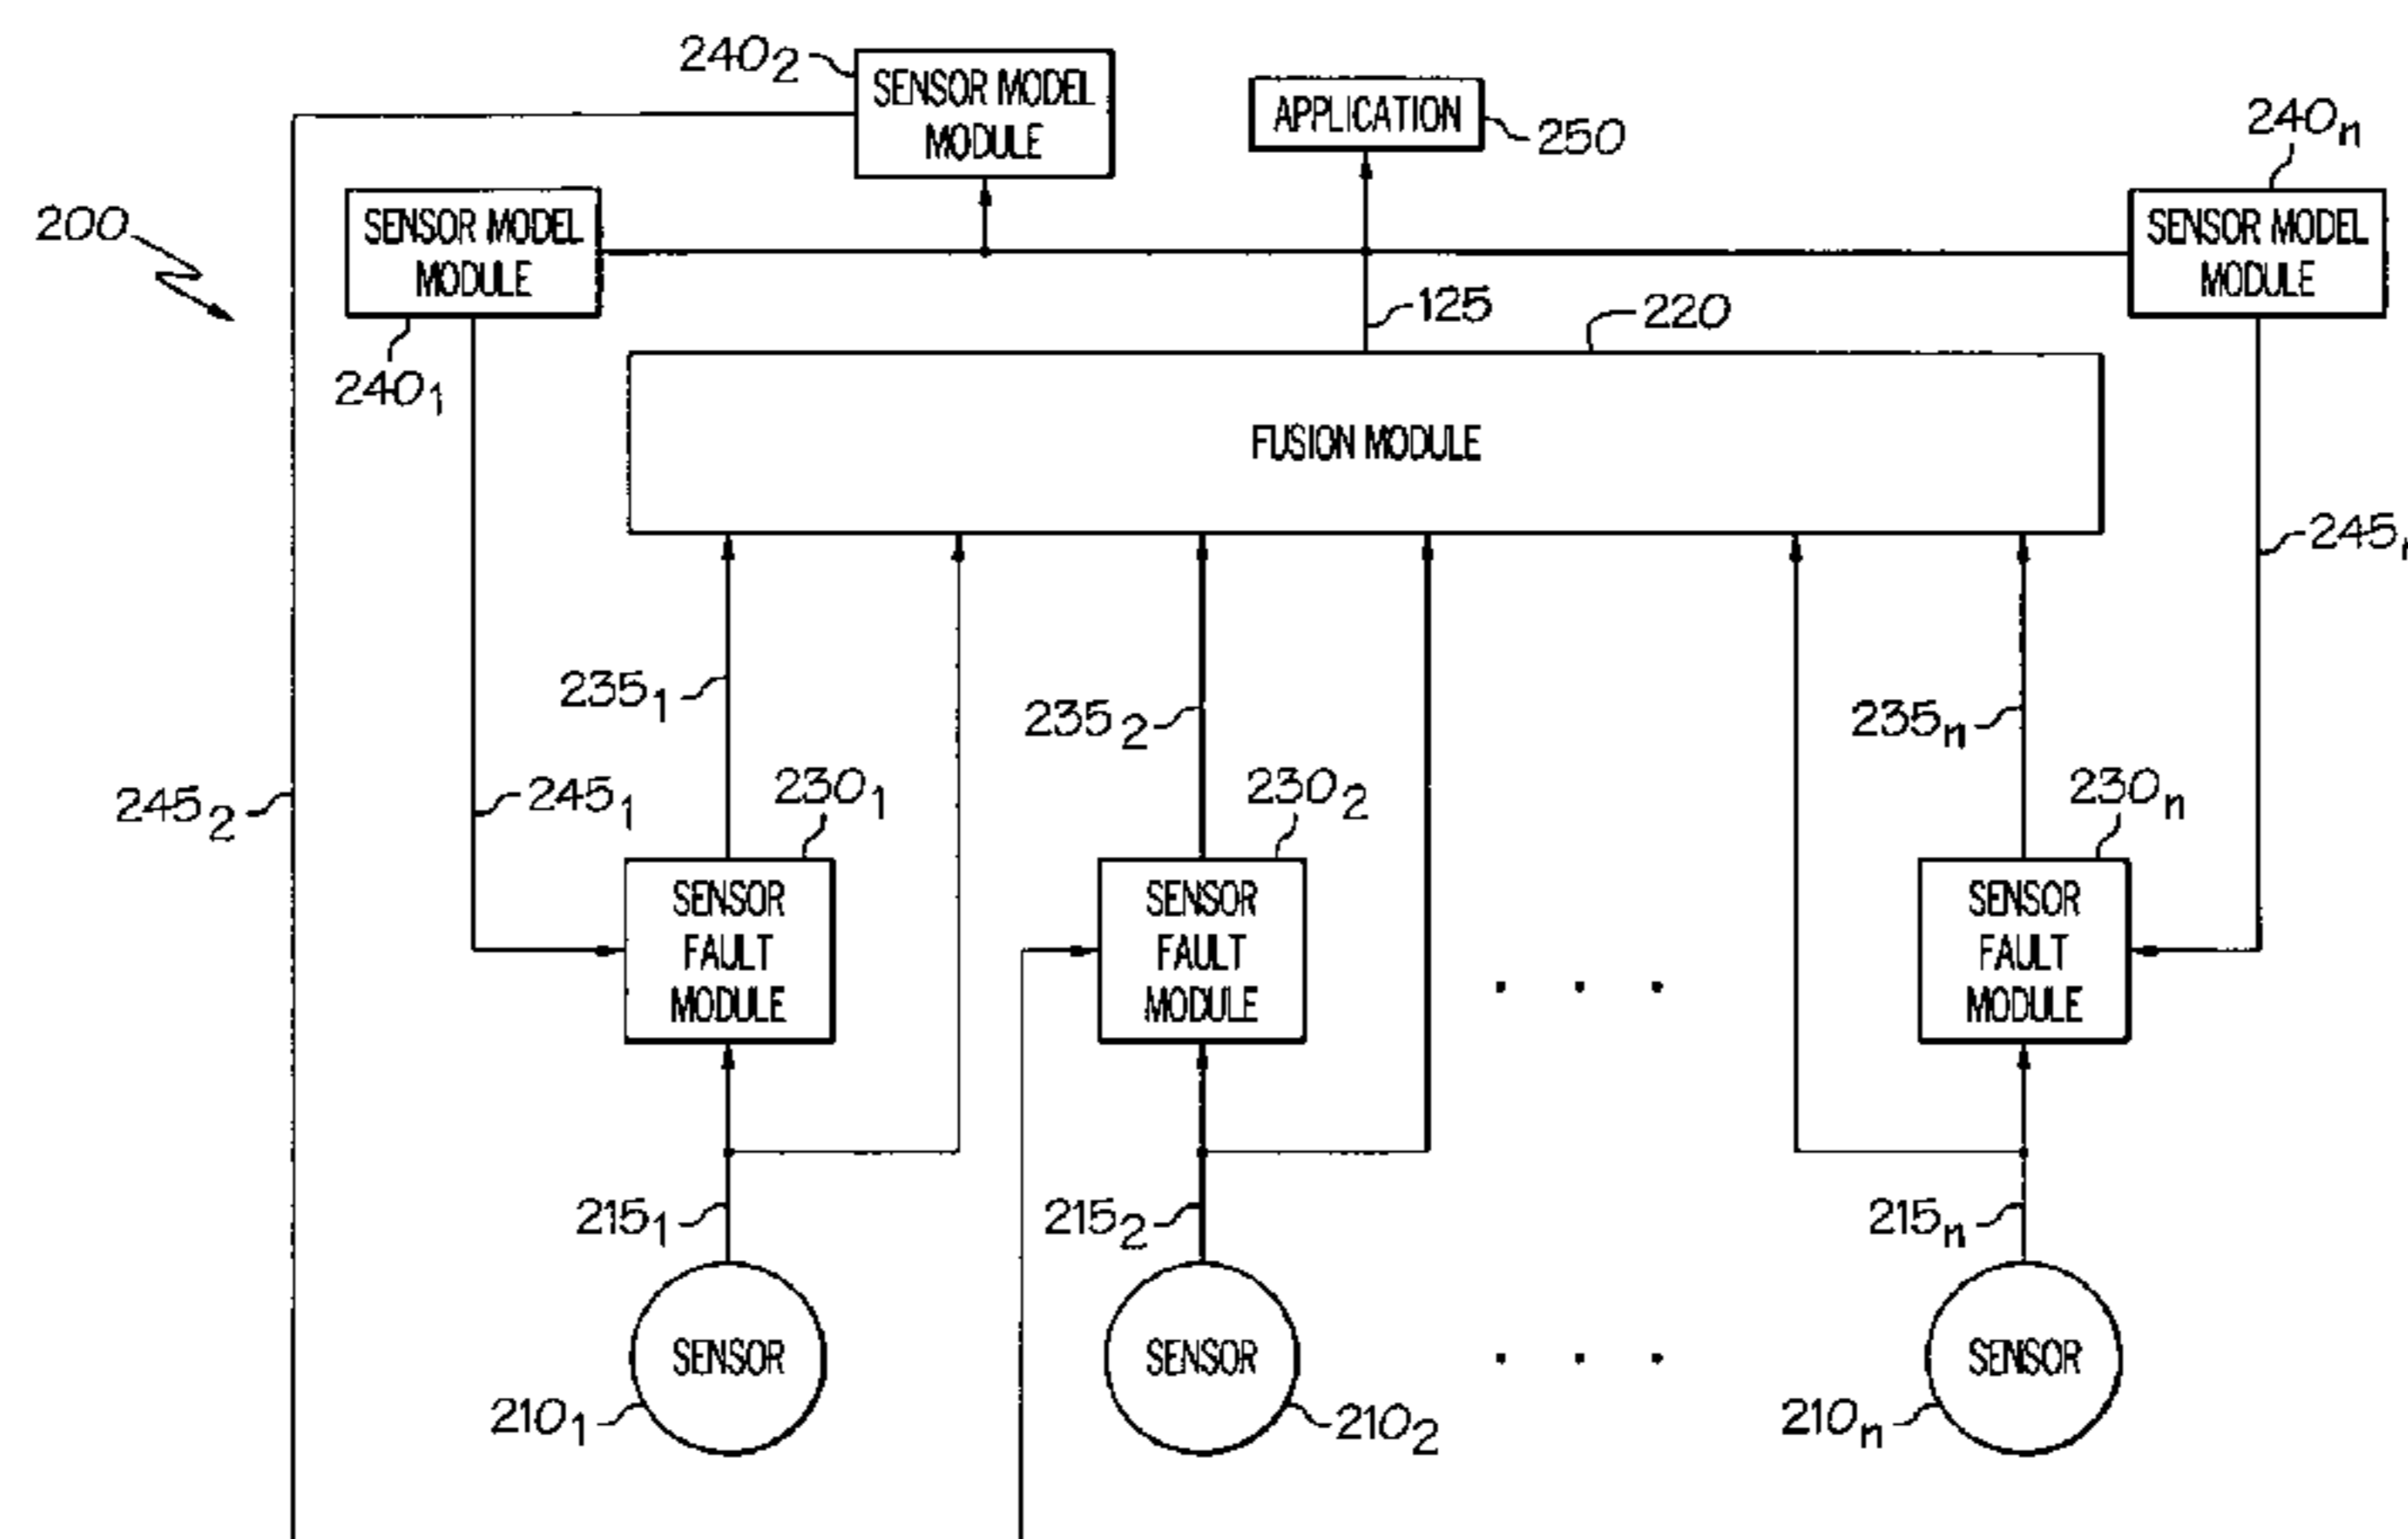 240₂
SENSOR MODEL
MODULE
APPLICATION
250
240ₙ
200
SENSOR MODEL
MODULE
SENSOR MODEL
MODULE
125
220
240₁
FUSION MODULE
245ₙ
235₁
235₂
235ₙ
245₂
245₁
230₁
230₂
230ₙ
SENSOR
FAULT
MODULE
SENSOR
FAULT
MODULE
SENSOR
FAULT
MODULE
. . .
215₁
215₂
215ₙ
SENSOR
SENSOR
. . .
SENSOR
210₁
210₂
210ₙ